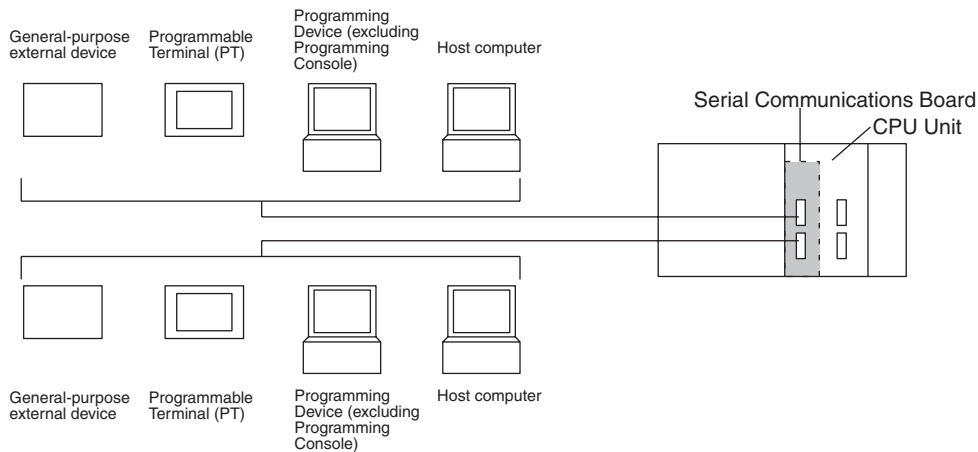 General-purpose
external device
Programmable
Terminal (PT)
Programming
Device (excluding
Programming
Console)
Host computer
Serial Communications Board
CPU Unit
General-purpose
external device
Programmable
Terminal (PT)
Programming
Device (excluding
Programming
Console)
Host computer